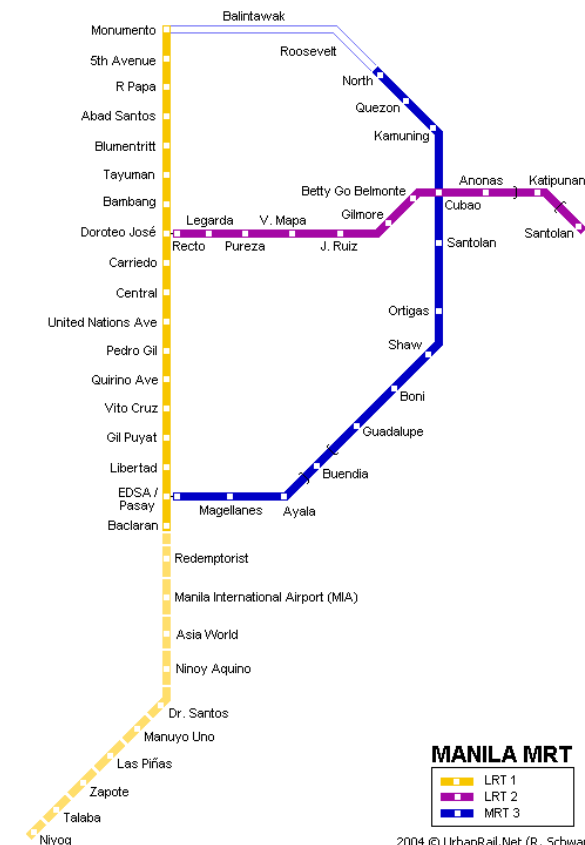 Balintawak
Monumento
Roosevelt
5th Avenue
North
R Papa
Quezon
Abad Santos
Kamuning
Blumentritt
Tayuman
Anonas
Katipunan
Betty Go Belmonte
Bambang
Cubao
Legarda
V. Mapa
Gilmore
Doroteo José
Santolan
Recto
Pureza
J. Ruiz
Santolan
Carriedo
Central
Ortigas
United Nations Ave
Shaw
Pedro Gil
Quirino Ave
Boni
Vito Cruz
Guadalupe
Gil Puyat
Libertad
Buendia
EDSA /
Pasay
Magellanes
Ayala
Baclaran
Redemptorist
Manila International Airport (MIA)
Asia World
Ninoy Aquino
Dr. Santos
Manuyo Uno
Las Piñas
Zapote
Talaba
Niyog
MANILA MRT
LRT 1
LRT 2
MRT 3
2004 © UrbanRail.Net (R. Schwa